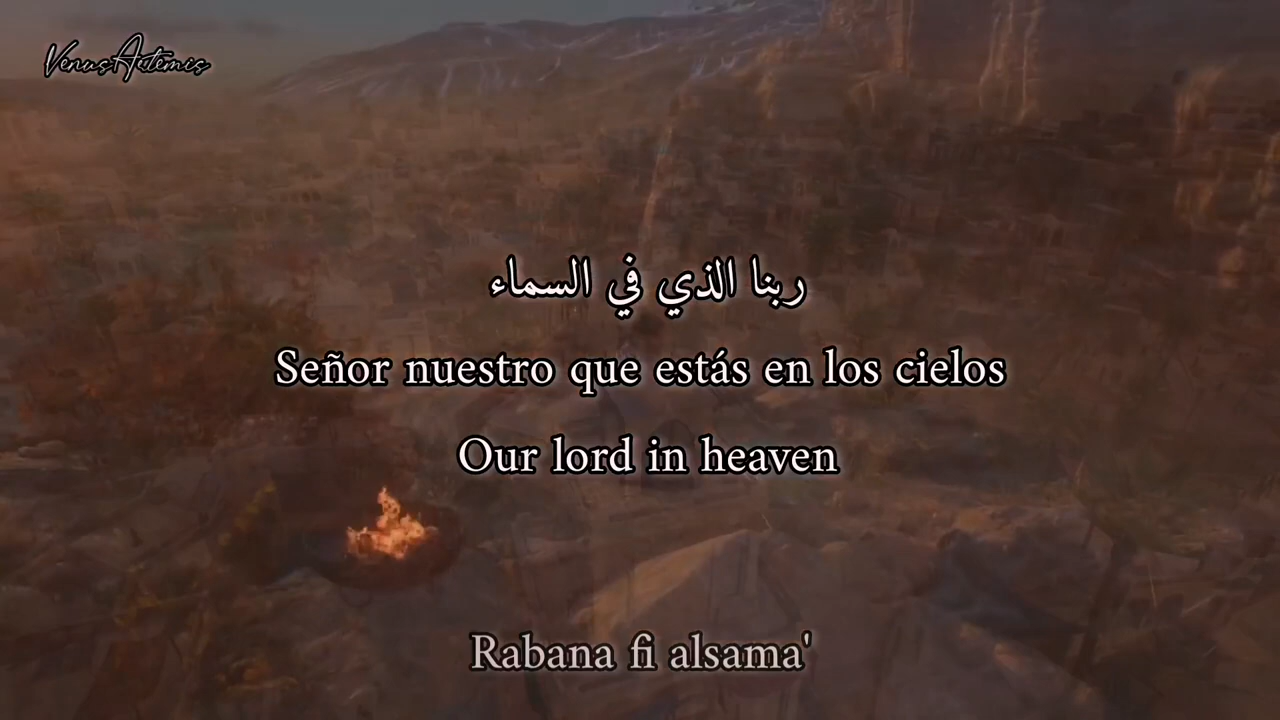 VenusArtemis
ربنا الذي في السماء
Señor nuestro que estás en los cielos
Our lord in heaven
Rabana fi alsama'